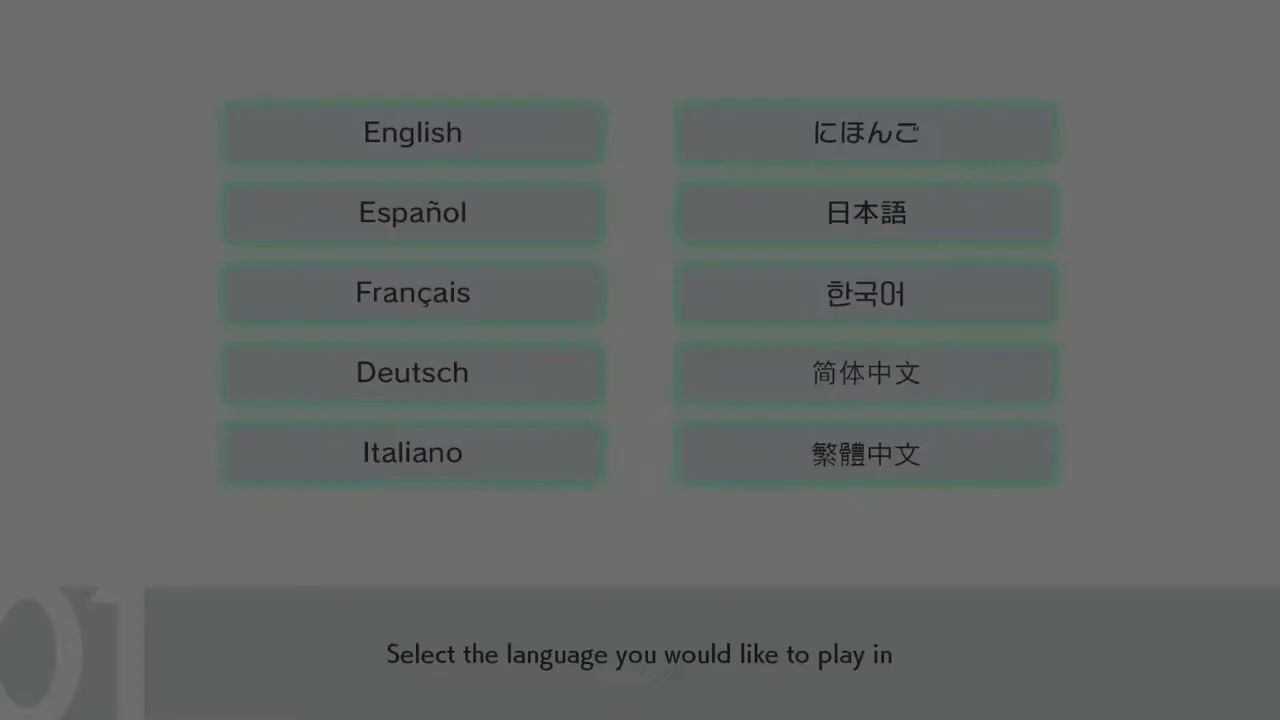 English
Español
Français
Deutsch
Italiano
にほんご
日本語
한국어
简体中文
繁體中文
01
Select the language you would like to play in